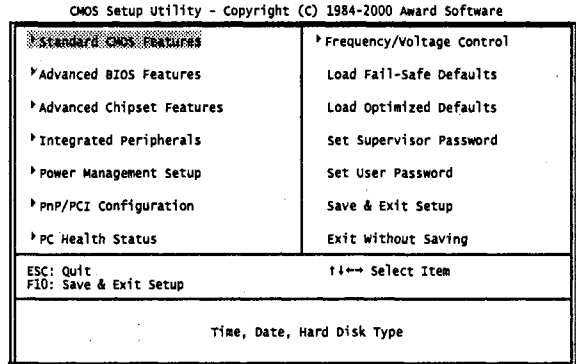 CMOS Setup Utility - Copyright (C) 1984-2000 Award Software
Standard CMOS Features
Advanced BIOS Features
Advanced Chipset Features
Integrated Peripherals
Power Management Setup
PnP/PCI Configuration
PC Health Status
Frequency/Voltage Control
Load Fail-Safe Defaults
Load Optimized Defaults
Set Supervisor Password
Set User Password
Save & Exit Setup
Exit Without Saving
ESC: Quit
F10: Save & Exit Setup
↑↓←→ Select Item
Time, Date, Hard Disk Type